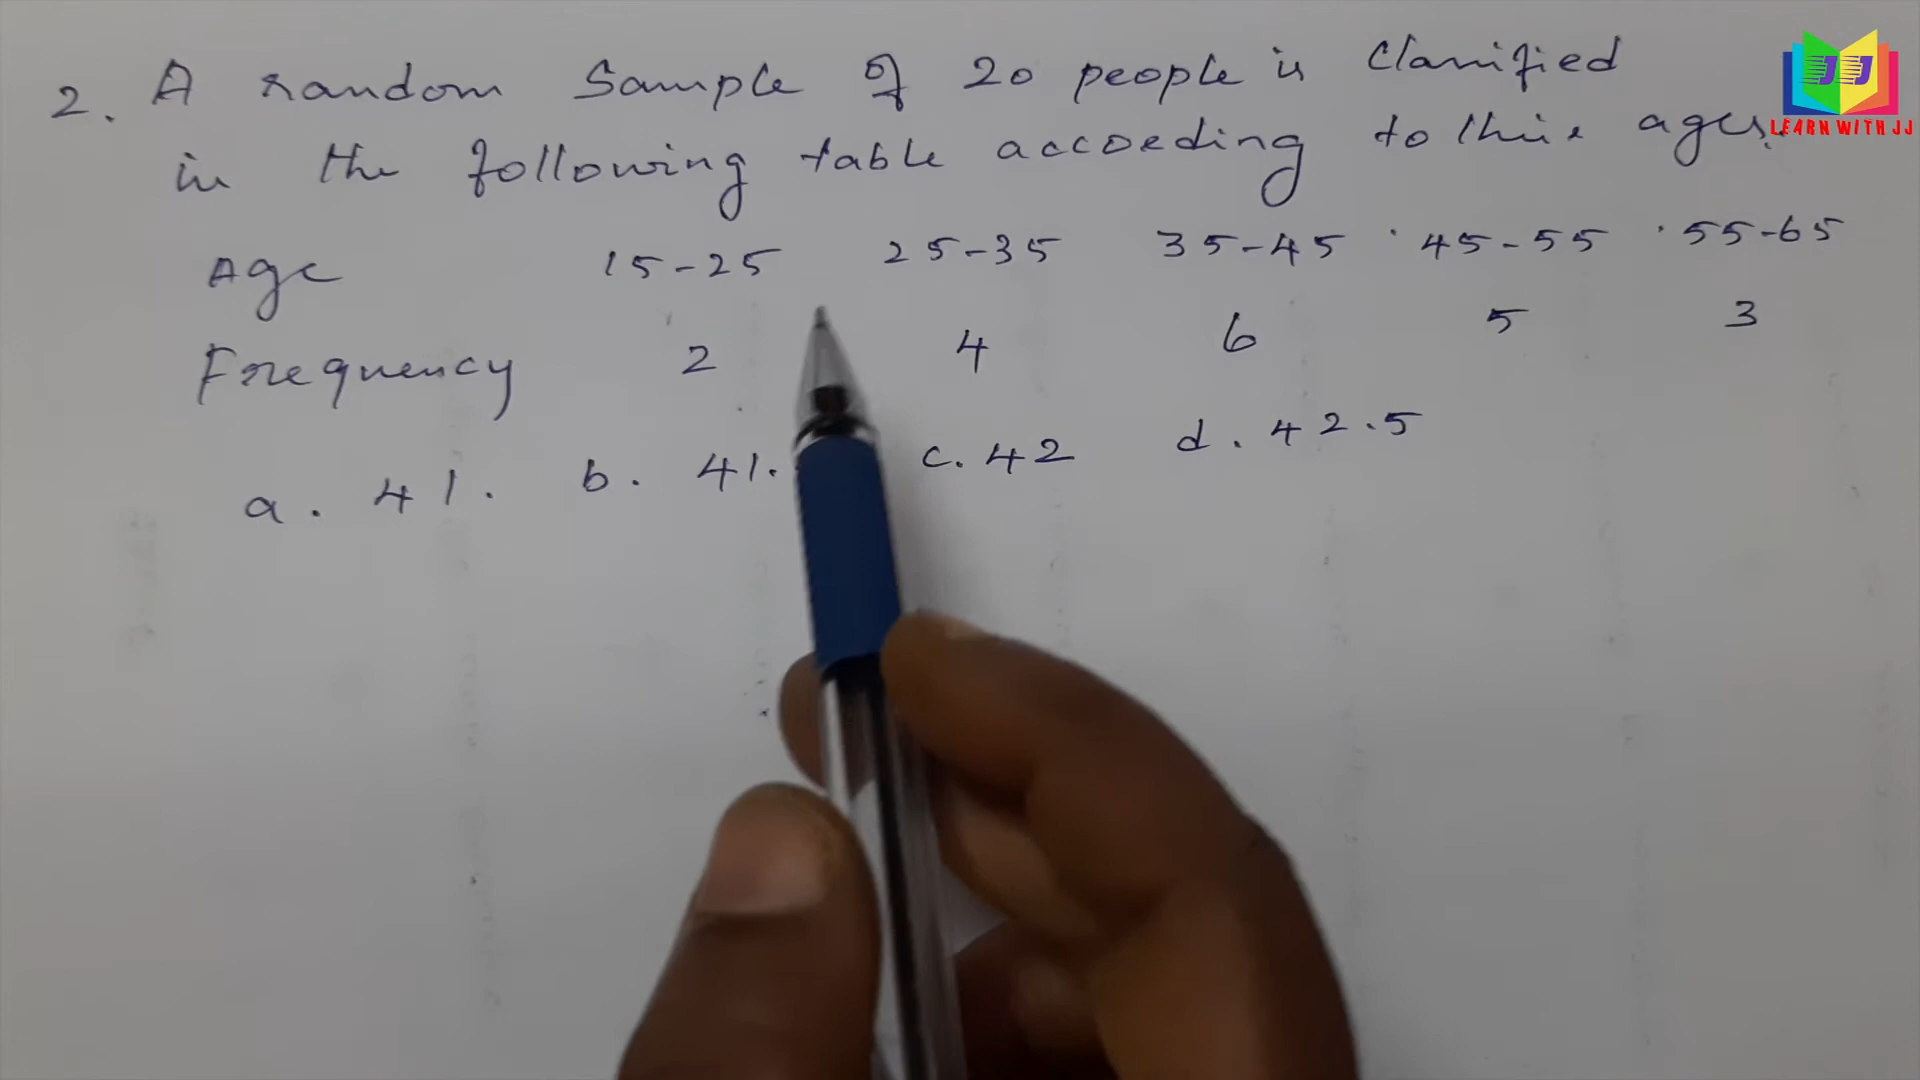 2. A random Sample of 20 people is Classified
in the following table according to their ages.
Age 15-25 25-35 35-45 45-55 55-65
Frequency 2 4 6 5 3
a. 41. b. 41. c. 42 d. 42.5
JJ
LEARN WITH JJ